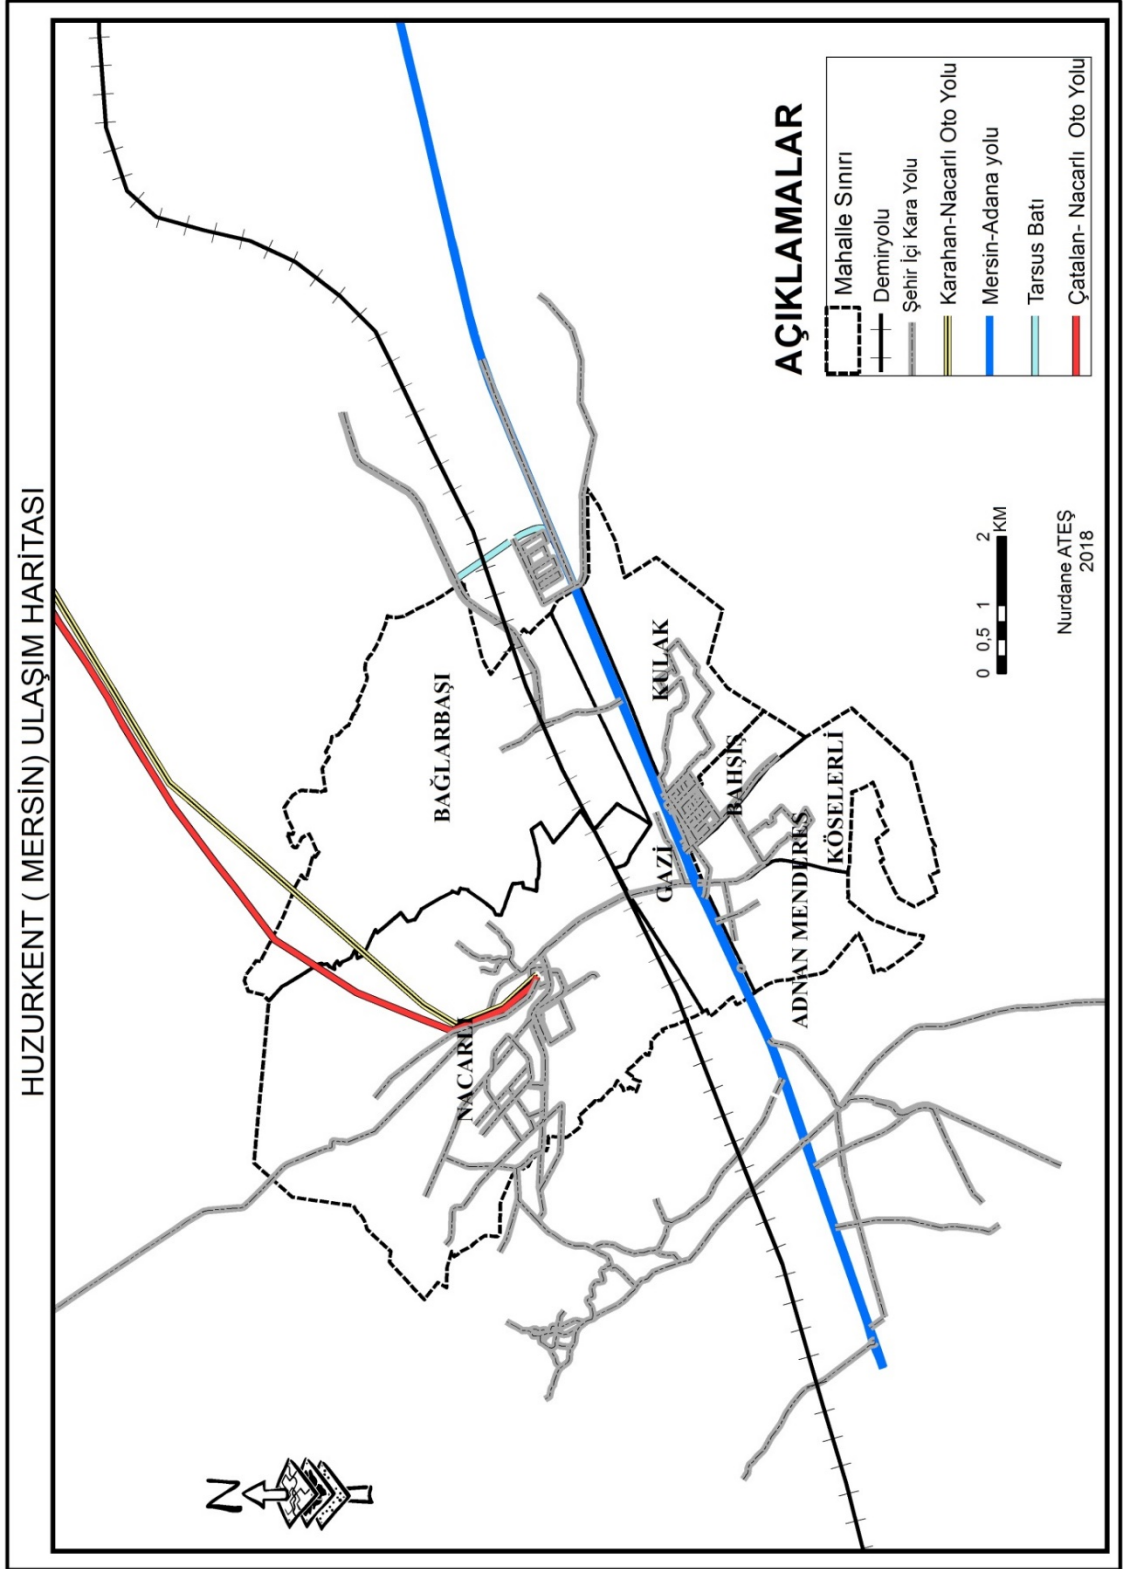 HUZURKENT ( MERSİN) ULAŞIM HARİTASI
N
BAĞLARBAŞI
NACARLI
KULAK
GAZİ
BAHŞİŞ
ADNAN MENDERES
KÖSELERLİ
AÇIKLAMALAR
Mahalle Sınırı
Demiryolu
Şehir İçi Kara Yolu
Karahan-Nacarlı Oto Yolu
Mersin-Adana yolu
Tarsus Batı
Çatalan- Nacarlı Oto Yolu
0 0,5 1 2
KM
Nurdane ATEŞ
2018